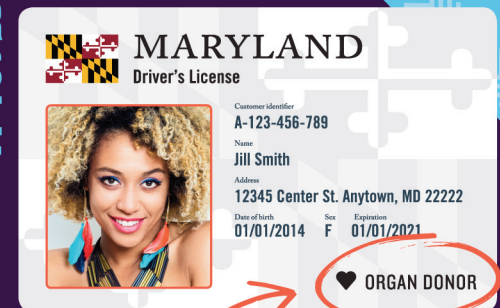 MARYLAND
Driver's License
Customer identifier
A-123-456-789
Name
Jill Smith
Address
12345 Center St. Anytown, MD 22222
Date of birth Sex Expiration
01/01/2014 F 01/01/2021
ORGAN DONOR